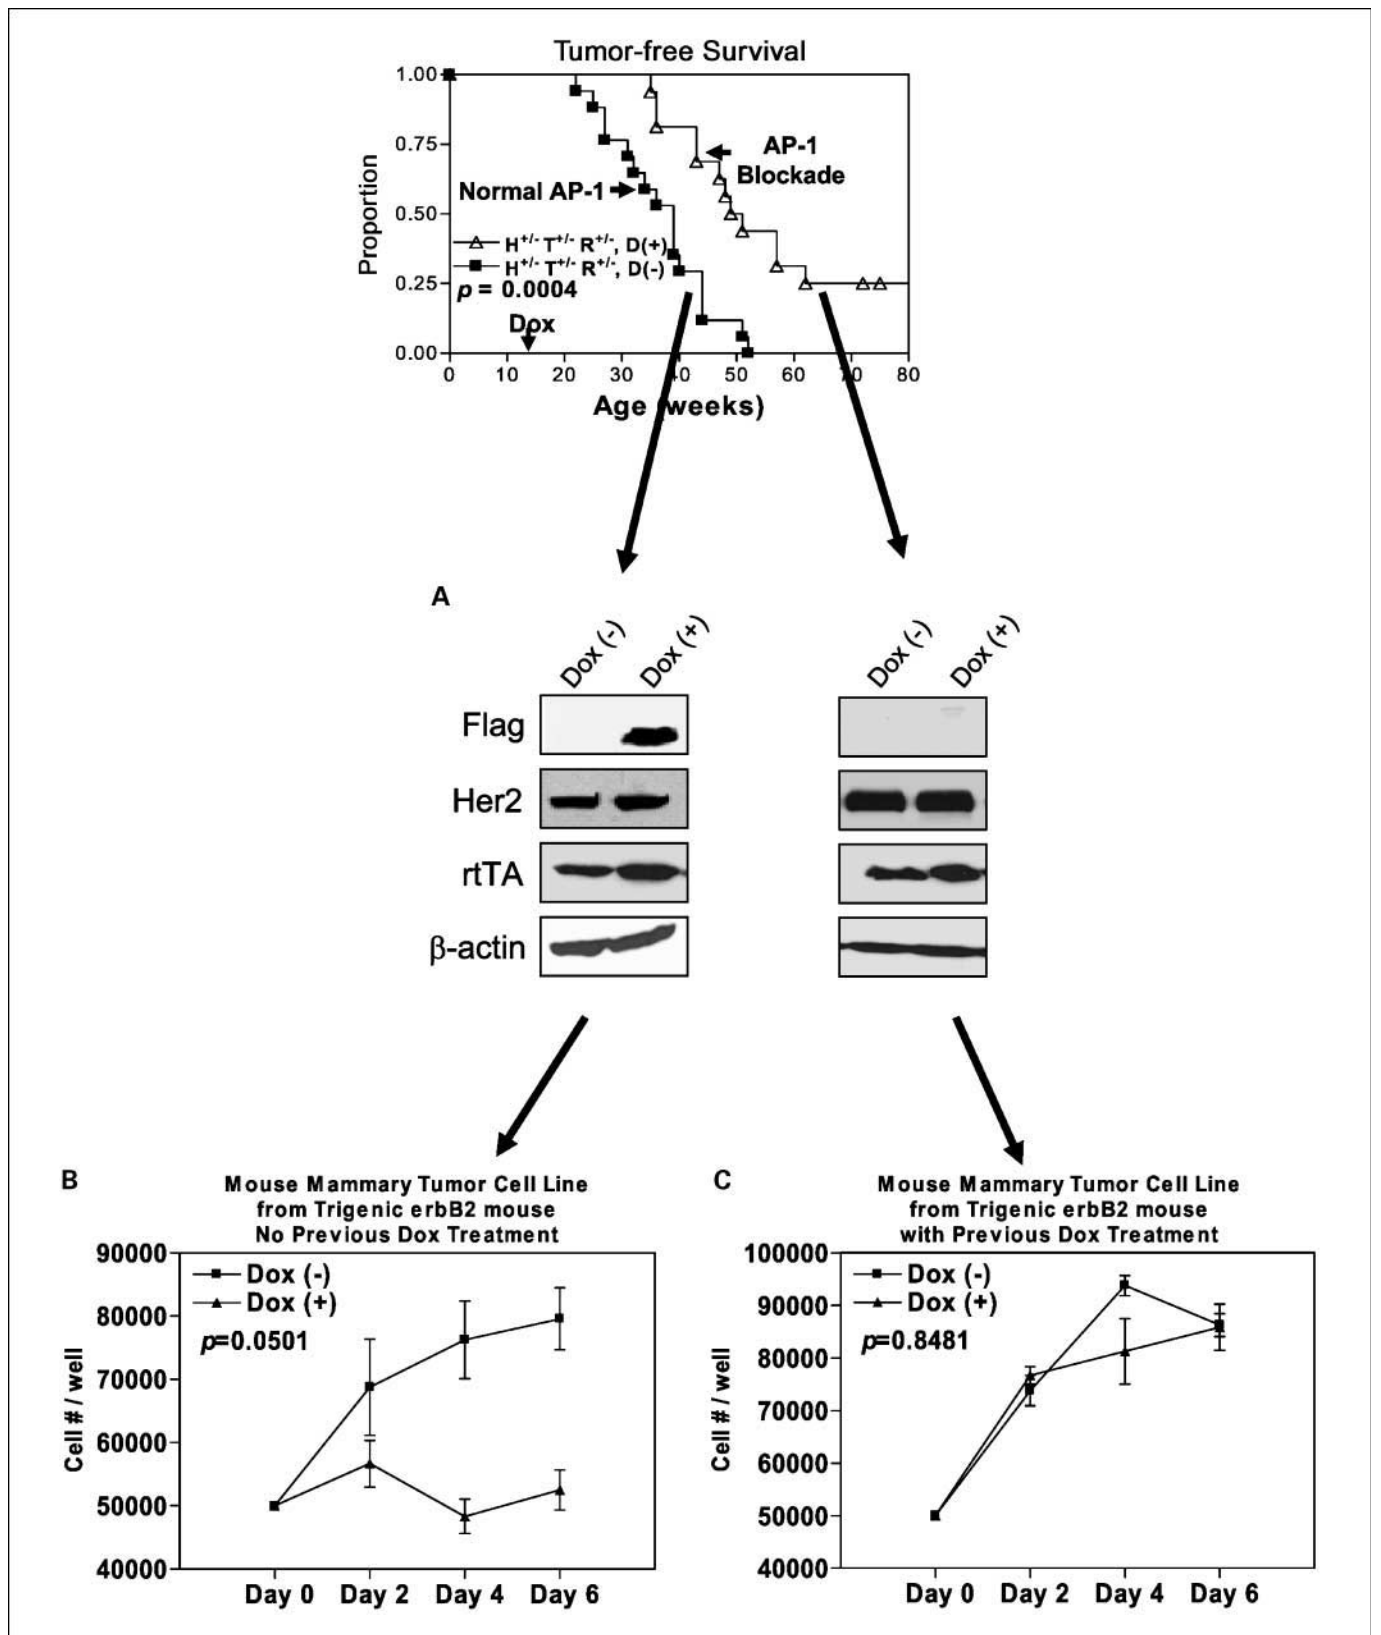 Tumor-free Survival
1.00
0.75
0.50
0.25
0.00
Proportion
AP-1
Blockade
Normal AP-1
H+/- T+/- R+/-, D(+)
H+/- T+/- R+/-, D(-)
p = 0.0004
Dox
0 10 20 30 40 50 60 70 80
Age (weeks)
A
Dox (-) Dox (+) Dox (-) Dox (+)
Flag
Her2
rtTA
β-actin
B
Mouse Mammary Tumor Cell Line
from Trigenic erbB2 mouse
No Previous Dox Treatment
90000
80000
70000
60000
50000
40000
Cell # / well
Dox (-)
Dox (+)
p=0.0501
Day 0 Day 2 Day 4 Day 6
C
Mouse Mammary Tumor Cell Line
from Trigenic erbB2 mouse
with Previous Dox Treatment
100000
90000
80000
70000
60000
50000
40000
Cell # / well
Dox (-)
Dox (+)
p=0.8481
Day 0 Day 2 Day 4 Day 6